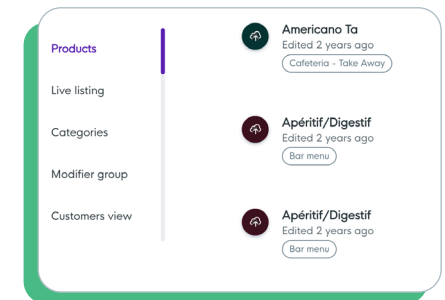 Products
Live listing
Categories
Modifier group
Customers view
Americano Ta
Edited 2 years ago
Cafeteria - Take Away
Apéritif/Digestif
Edited 2 years ago
Bar menu
Apéritif/Digestif
Edited 2 years ago
Bar menu